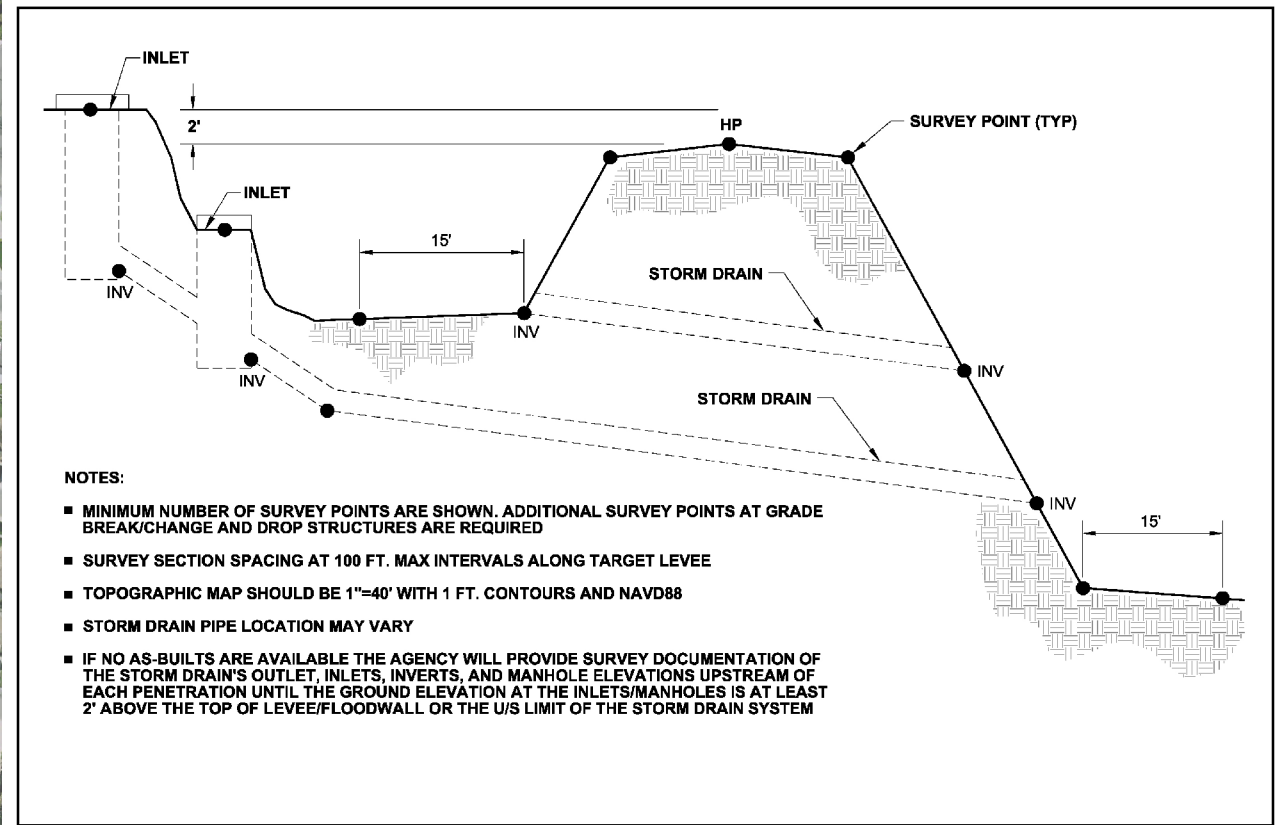 INLET
2'
HP
SURVEY POINT (TYP)
INLET
15'
STORM DRAIN
INV
INV
INV
INV
STORM DRAIN
INV
15'
NOTES:
■ MINIMUM NUMBER OF SURVEY POINTS ARE SHOWN. ADDITIONAL SURVEY POINTS AT GRADE
BREAK/CHANGE AND DROP STRUCTURES ARE REQUIRED
■ SURVEY SECTION SPACING AT 100 FT. MAX INTERVALS ALONG TARGET LEVEE
■ TOPOGRAPHIC MAP SHOULD BE 1"=40' WITH 1 FT. CONTOURS AND NAVD88
■ STORM DRAIN PIPE LOCATION MAY VARY
■ IF NO AS-BUILTS ARE AVAILABLE THE AGENCY WILL PROVIDE SURVEY DOCUMENTATION OF
THE STORM DRAIN'S OUTLET, INLETS, INVERTS, AND MANHOLE ELEVATIONS UPSTREAM OF
EACH PENETRATION UNTIL THE GROUND ELEVATION AT THE INLETS/MANHOLES IS AT LEAST
2' ABOVE THE TOP OF LEVEE/FLOODWALL OR THE U/S LIMIT OF THE STORM DRAIN SYSTEM